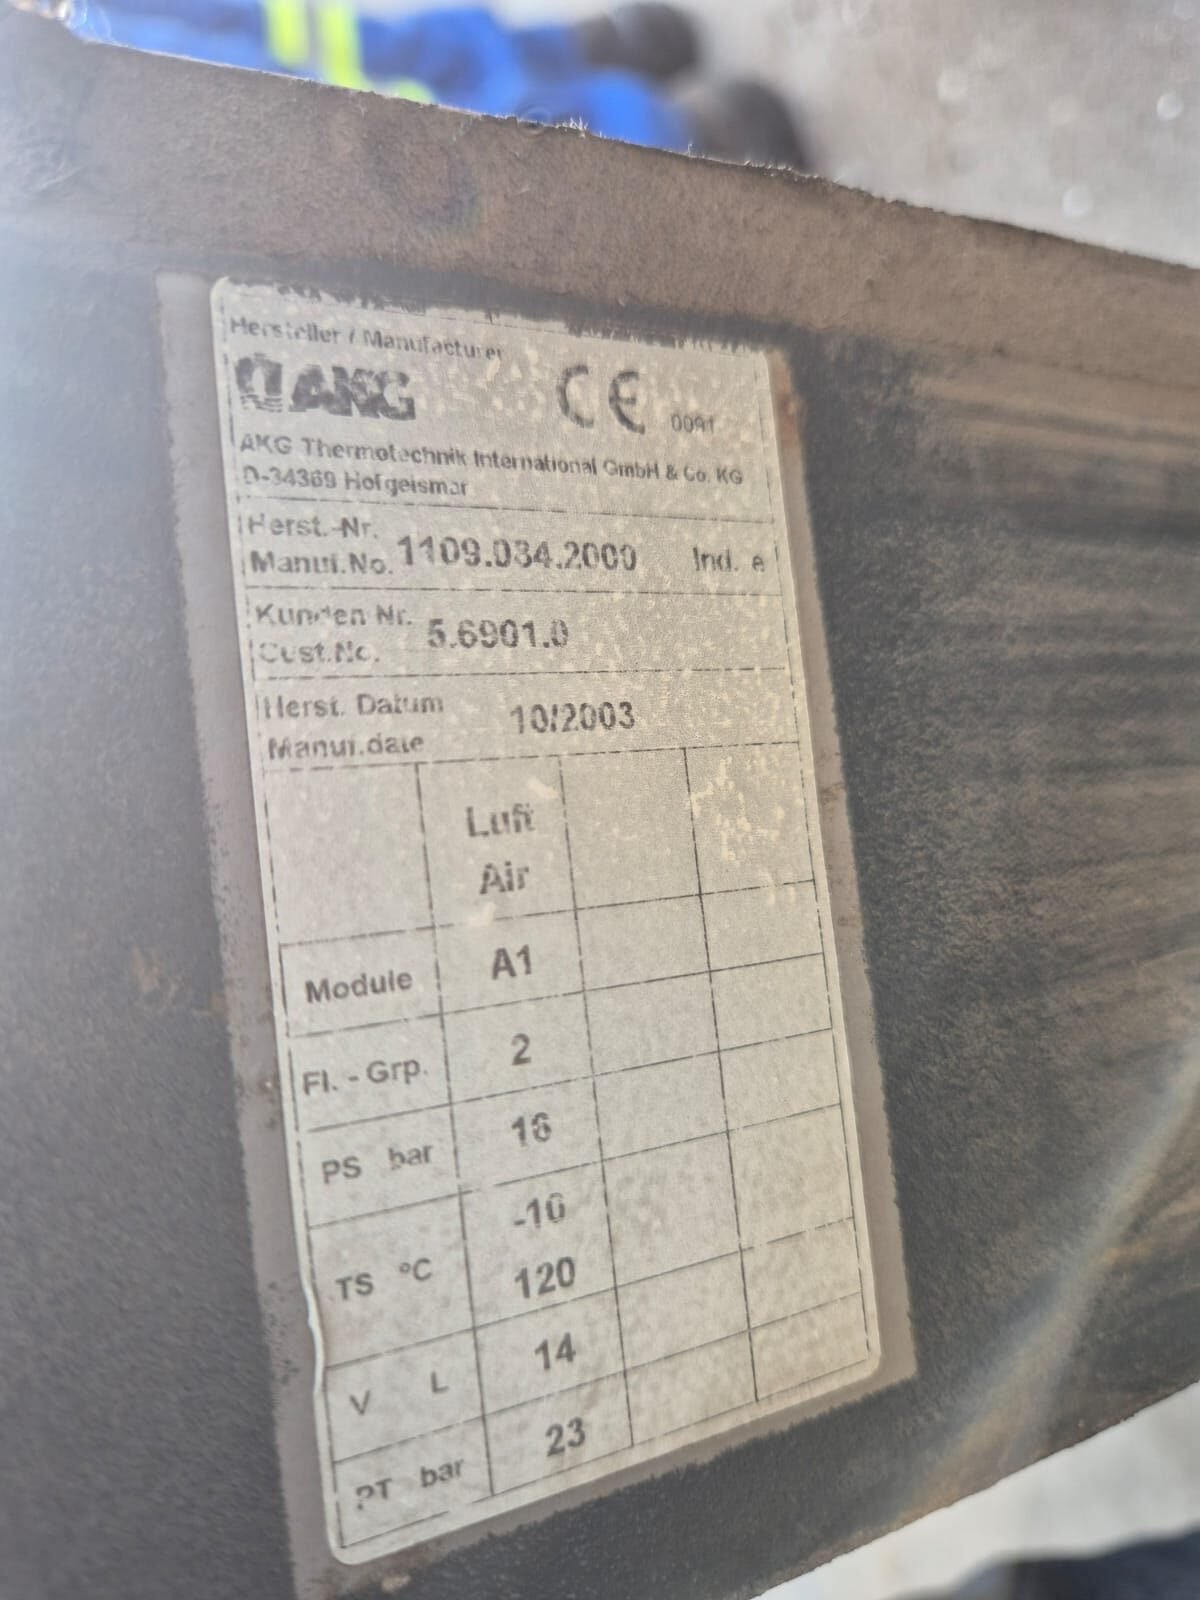 Hersteller / Manufacturer
AKG
CE 0091
AKG Thermotechnik International GmbH & Co. KG
D-34369 Hofgeismar
Herst.-Nr.
Manuf.No. 1109.034.2000 Ind. e
Kunden Nr.
Cust.No. 5.6901.0
Herst. Datum
Manuf.date 10/2003
Luft
Air
Module A1
Fl. - Grp. 2
PS bar 16
TS °C -10
120
V L 14
PT bar 23